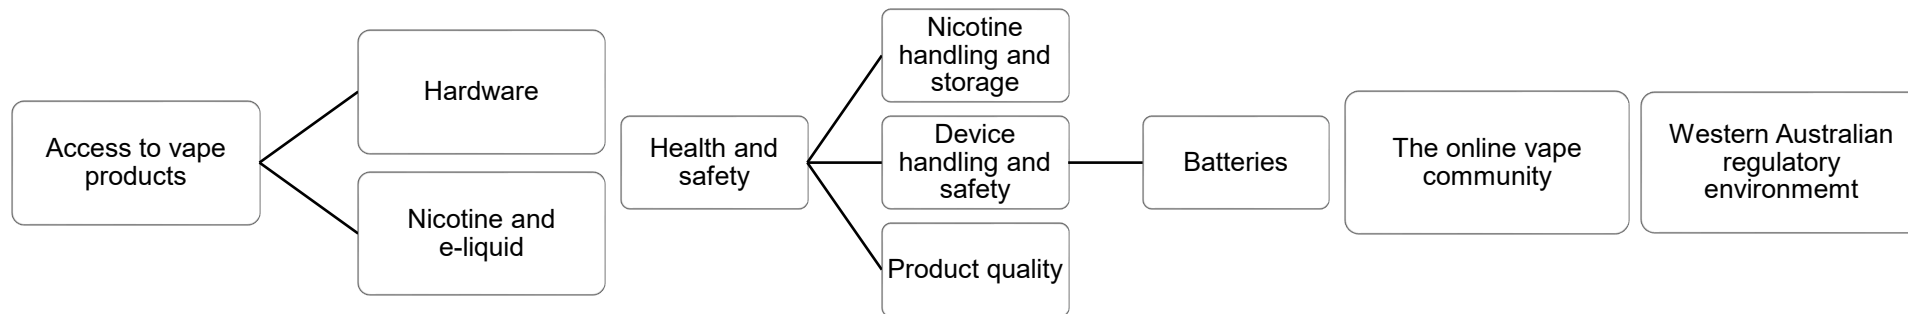 Access to vape
products
Hardware
Nicotine and
e-liquid
Health and
safety
Nicotine
handling and
storage
Device
handling and
safety
Product quality
Batteries
The online vape
community
Western Australian
regulatory
environmemt